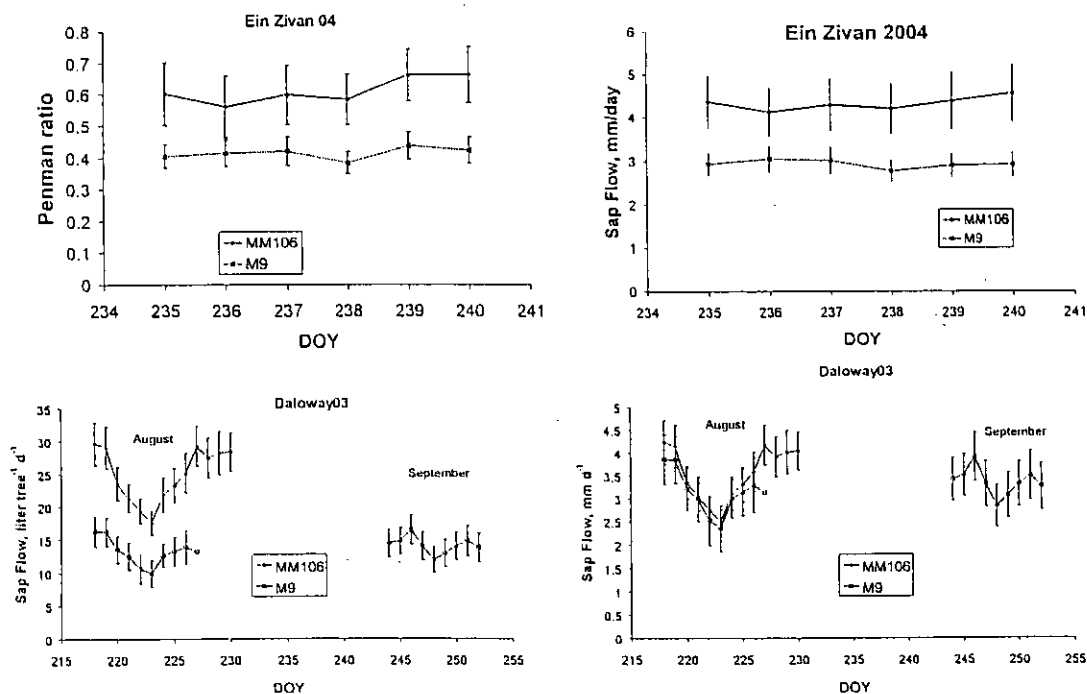 Ein Zivan 04
Penman ratio
0.8
0.7
0.6
0.5
0.4
0.3
0.2
0.1
0
MM106
M9
234 235 236 237 238 239 240 241
DOY
Ein Zivan 2004
Sap Flow, mm/day
6
5
4
3
2
1
0
MM106
M9
234 235 236 237 238 239 240 241
DOY
Daloway03
Sap Flow, liter tree⁻¹ d⁻¹
35
30
25
20
15
10
5
0
August
September
MM106
M9
215 220 225 230 245 250 255
DOY
Daloway03
Sap Flow, mm d⁻¹
5
4.5
4
3.5
3
2.5
2
1.5
1
0.5
0
August
September
MM106
M9
215 220 225 230 245 250 255
DOY